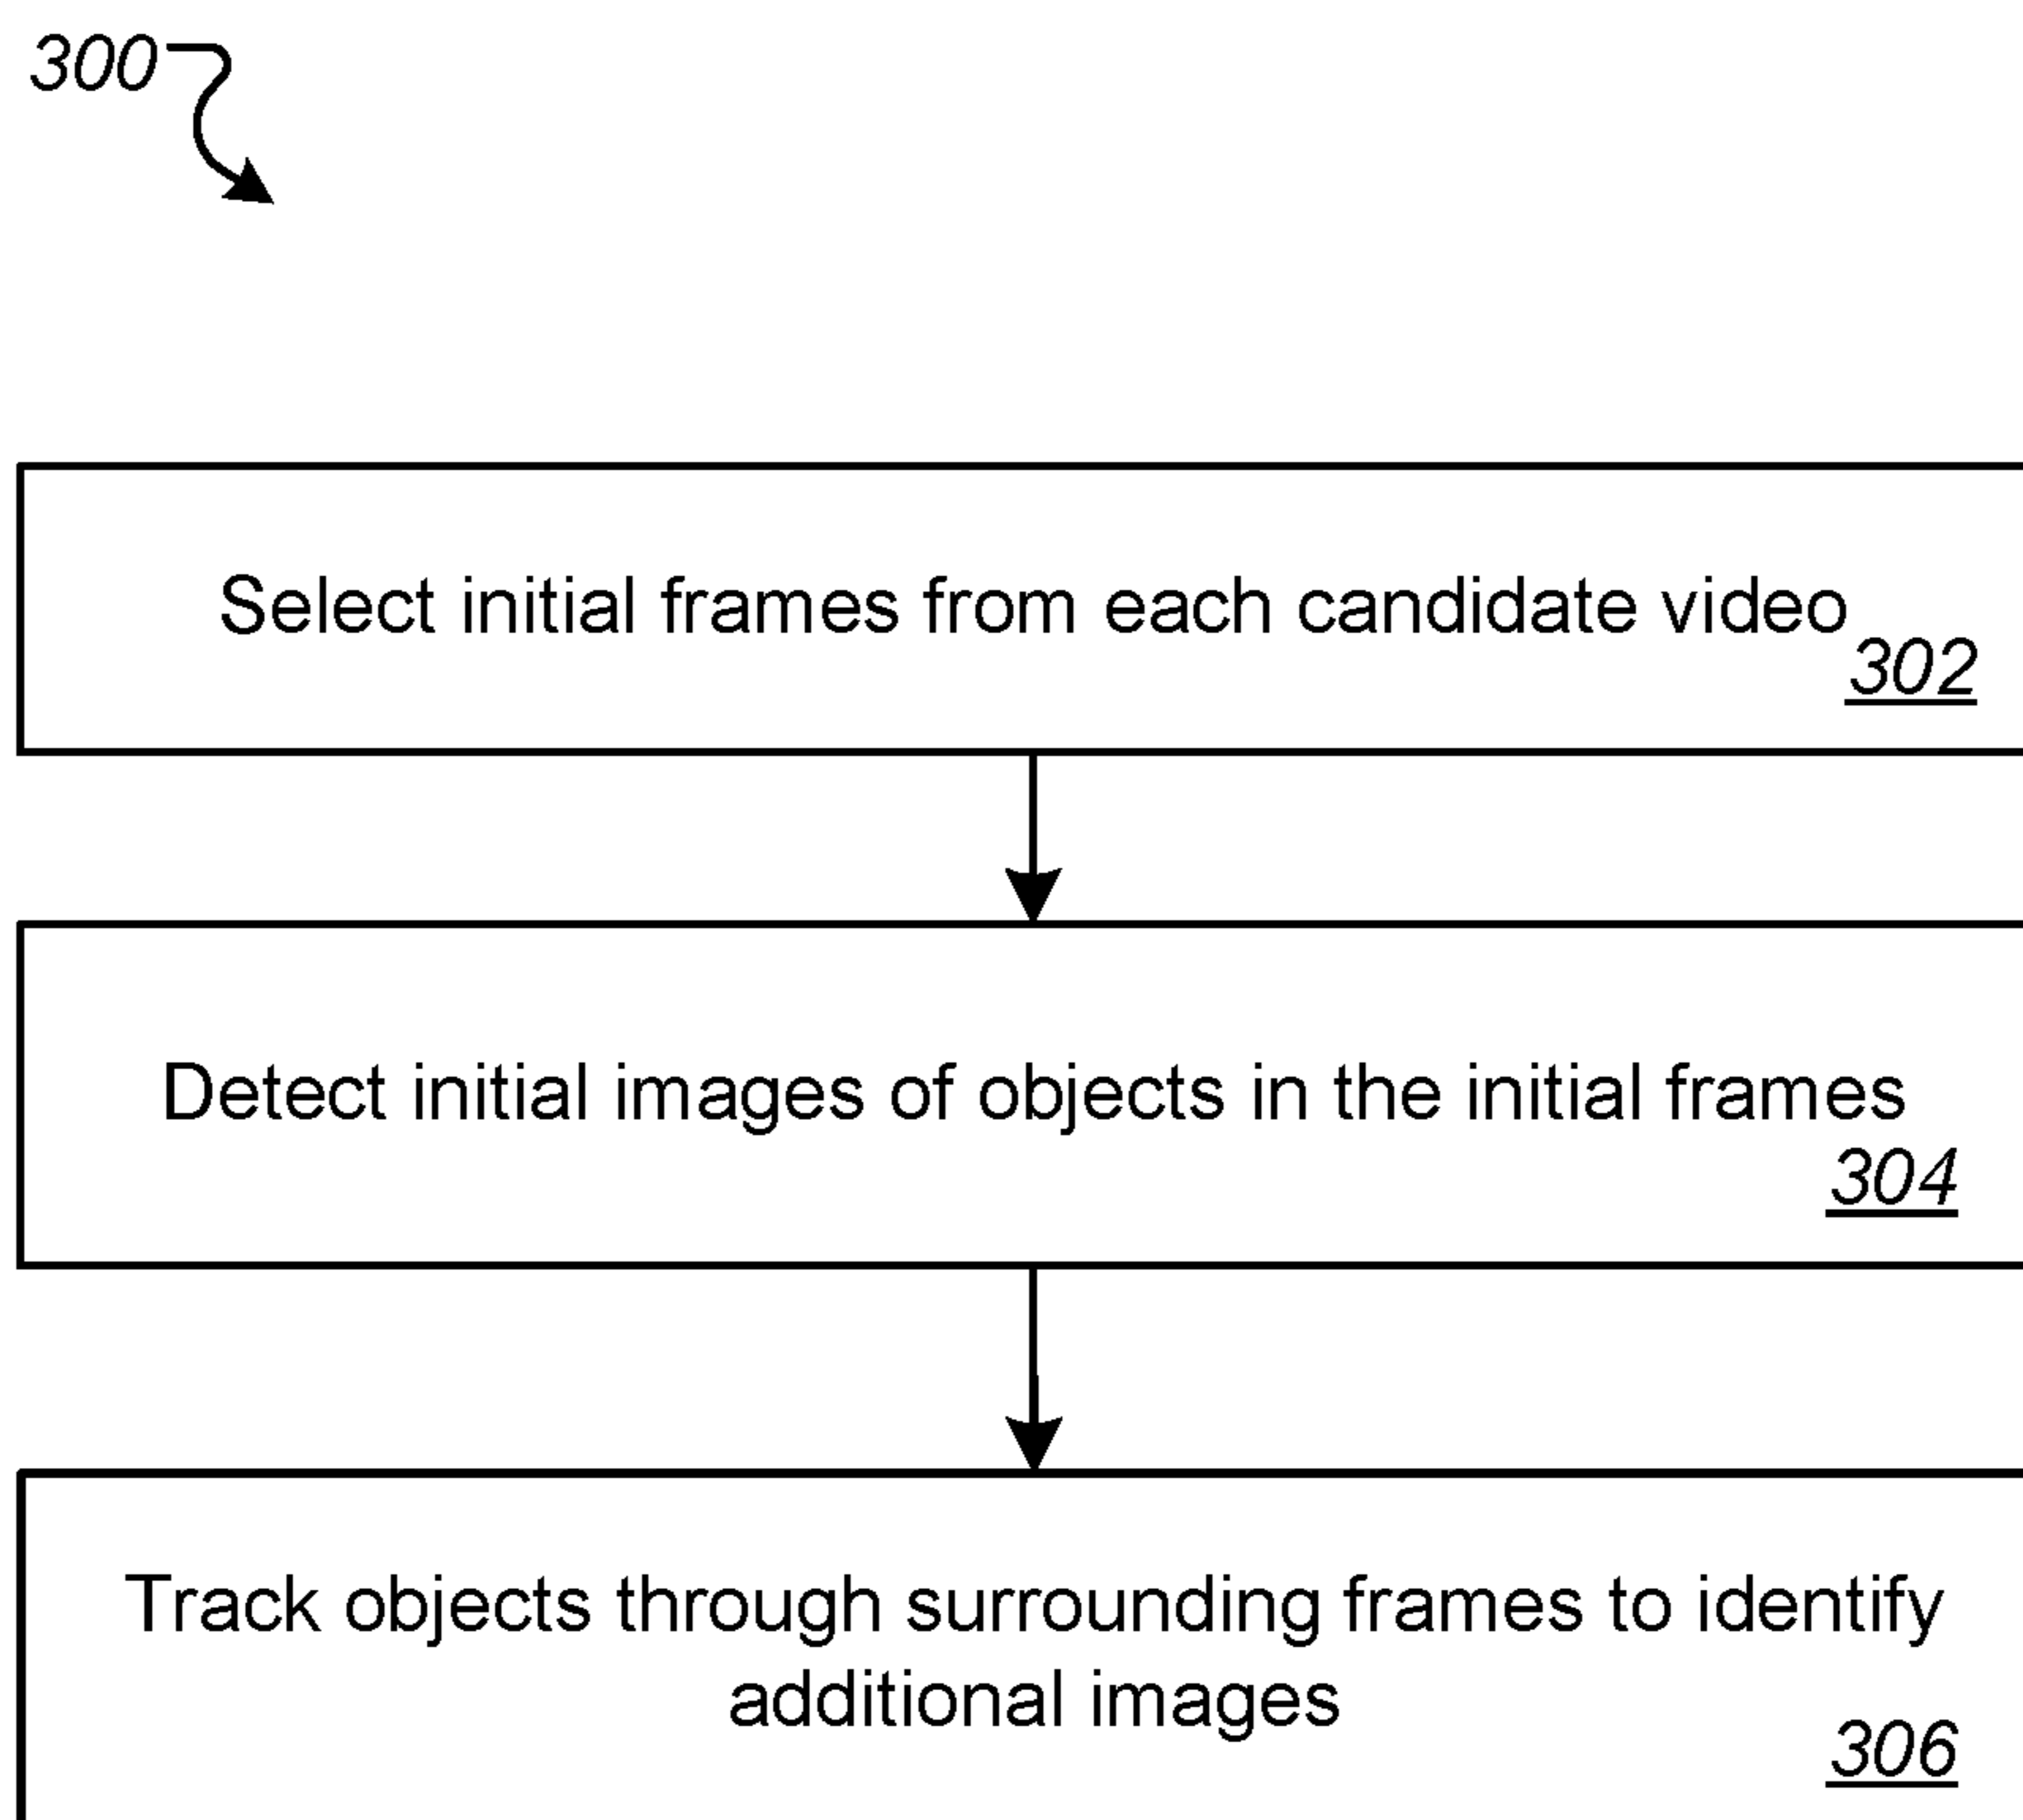 300
Select initial frames from each candidate video
302
Detect initial images of objects in the initial frames
304
Track objects through surrounding frames to identify
additional images
306